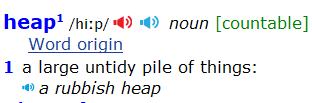 heap1 /hiːp/ noun [countable]
Word origin
1 a large untidy pile of things:
a rubbish heap